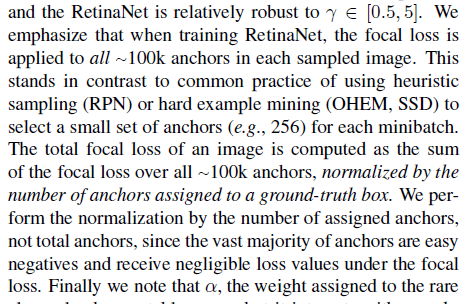 and the RetinaNet is relatively robust to γ ∈ [0.5, 5]. We
emphasize that when training RetinaNet, the focal loss is
applied to all ∼100k anchors in each sampled image. This
stands in contrast to common practice of using heuristic
sampling (RPN) or hard example mining (OHEM, SSD) to
select a small set of anchors (e.g., 256) for each minibatch.
The total focal loss of an image is computed as the sum
of the focal loss over all ∼100k anchors, normalized by the
number of anchors assigned to a ground-truth box. We per-
form the normalization by the number of assigned anchors,
not total anchors, since the vast majority of anchors are easy
negatives and receive negligible loss values under the focal
loss. Finally we note that α, the weight assigned to the rare